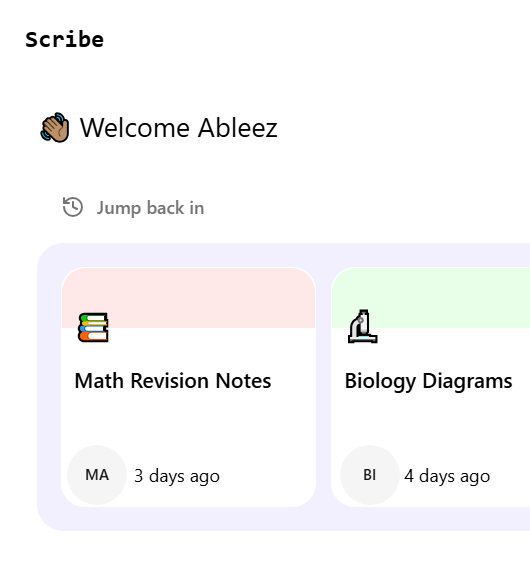 Scribe
👋🏽 Welcome Ableez
Jump back in
Math Revision Notes
Biology Diagrams
MA 3 days ago
BI 4 days ago